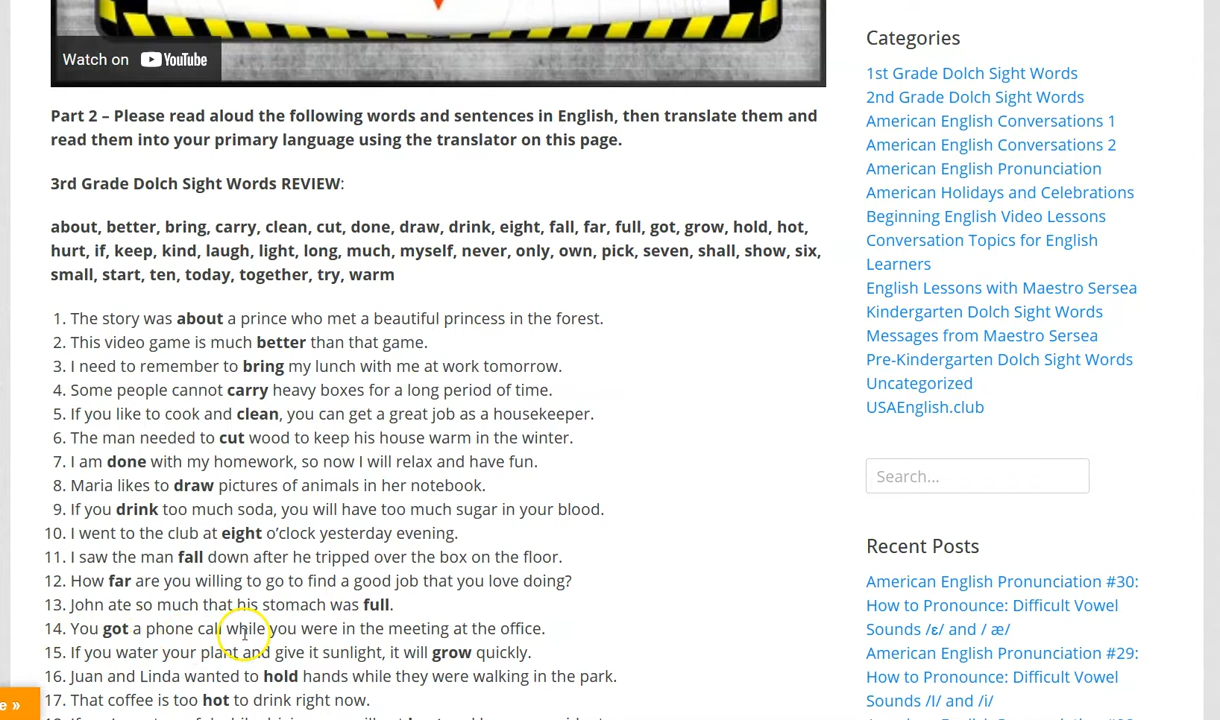 Watch on YouTube
Part 2 – Please read aloud the following words and sentences in English, then translate them and
read them into your primary language using the translator on this page.
3rd Grade Dolch Sight Words REVIEW:
about, better, bring, carry, clean, cut, done, draw, drink, eight, fall, far, full, got, grow, hold, hot,
hurt, if, keep, kind, laugh, light, long, much, myself, never, only, own, pick, seven, shall, show, six,
small, start, ten, today, together, try, warm
1. The story was about a prince who met a beautiful princess in the forest.
2. This video game is much better than that game.
3. I need to remember to bring my lunch with me at work tomorrow.
4. Some people cannot carry heavy boxes for a long period of time.
5. If you like to cook and clean, you can get a great job as a housekeeper.
6. The man needed to cut wood to keep his house warm in the winter.
7. I am done with my homework, so now I will relax and have fun.
8. Maria likes to draw pictures of animals in her notebook.
9. If you drink too much soda, you will have too much sugar in your blood.
10. I went to the club at eight o’clock yesterday evening.
11. I saw the man fall down after he tripped over the box on the floor.
12. How far are you willing to go to find a good job that you love doing?
13. John ate so much that his stomach was full.
14. You got a phone call while you were in the meeting at the office.
15. If you water your plant and give it sunlight, it will grow quickly.
16. Juan and Linda wanted to hold hands while they were walking in the park.
17. That coffee is too hot to drink right now.
e »
Categories
1st Grade Dolch Sight Words
2nd Grade Dolch Sight Words
American English Conversations 1
American English Conversations 2
American English Pronunciation
American Holidays and Celebrations
Beginning English Video Lessons
Conversation Topics for English
Learners
English Lessons with Maestro Sersea
Kindergarten Dolch Sight Words
Messages from Maestro Sersea
Pre-Kindergarten Dolch Sight Words
Uncategorized
USAEnglish.club
Search...
Recent Posts
American English Pronunciation #30:
How to Pronounce: Difficult Vowel
Sounds /ɛ/ and / æ/
American English Pronunciation #29:
How to Pronounce: Difficult Vowel
Sounds /I/ and /i/